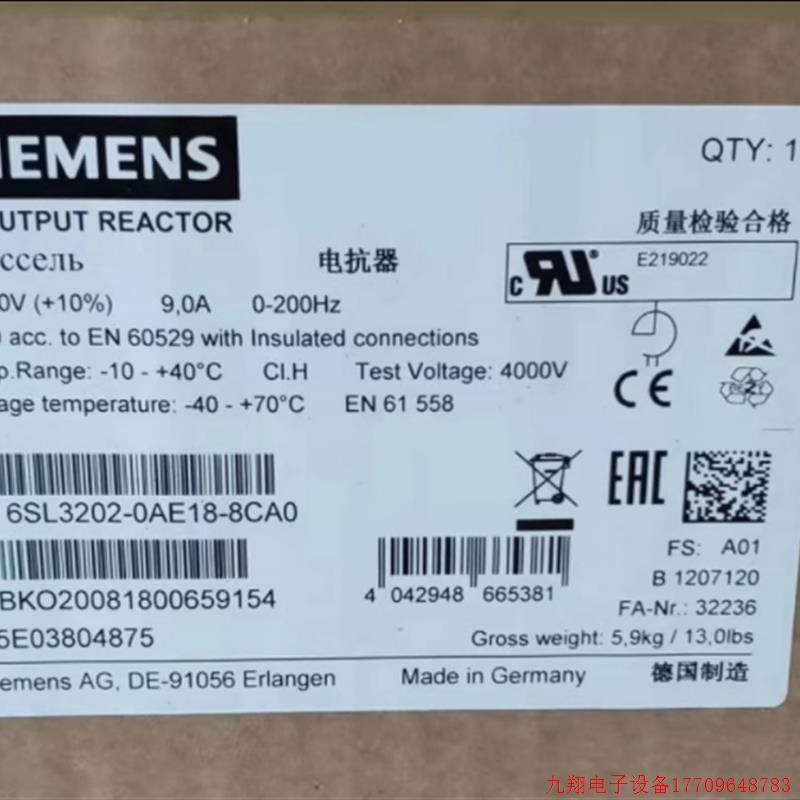 IEMENS
QTY: 1
UTPUT REACTOR
质量检验合格
ссель
电抗器
E219022
c RU ® US
0V (+10%) 9,0A 0-200Hz
acc. to EN 60529 with Insulated connections
p.Range: -10 - +40°C Cl.H Test Voltage: 4000V
CE
age temperature: -40 - +70°C EN 61 558
EAC
6SL3202-0AE18-8CA0
FS: A01
B 1207120
BKO20081800659154
4 042948 665381
FA-Nr.: 32236
5E03804875
Gross weight: 5,9kg / 13,0lbs
emens AG, DE-91056 Erlangen
Made in Germany
德国制造
九翔电子设备17709648783